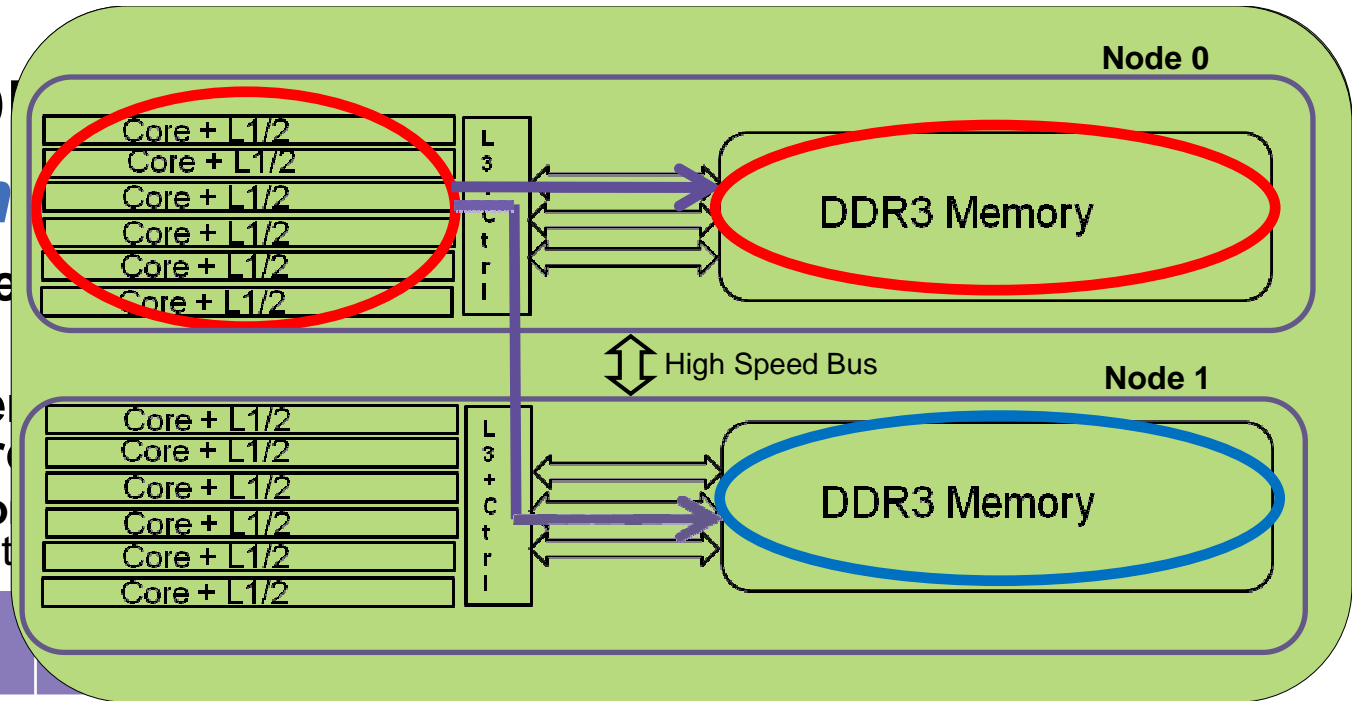 Node 0
Core + L1/2
Core + L1/2
Core + L1/2
Core + L1/2
Core + L1/2
Core + L1/2
DDR3 Memory
High Speed Bus
Node 1
Core + L1/2
Core + L1/2
Core + L1/2
Core + L1/2
Core + L1/2
Core + L1/2
L
3
+
C
t
r
l
DDR3 Memory